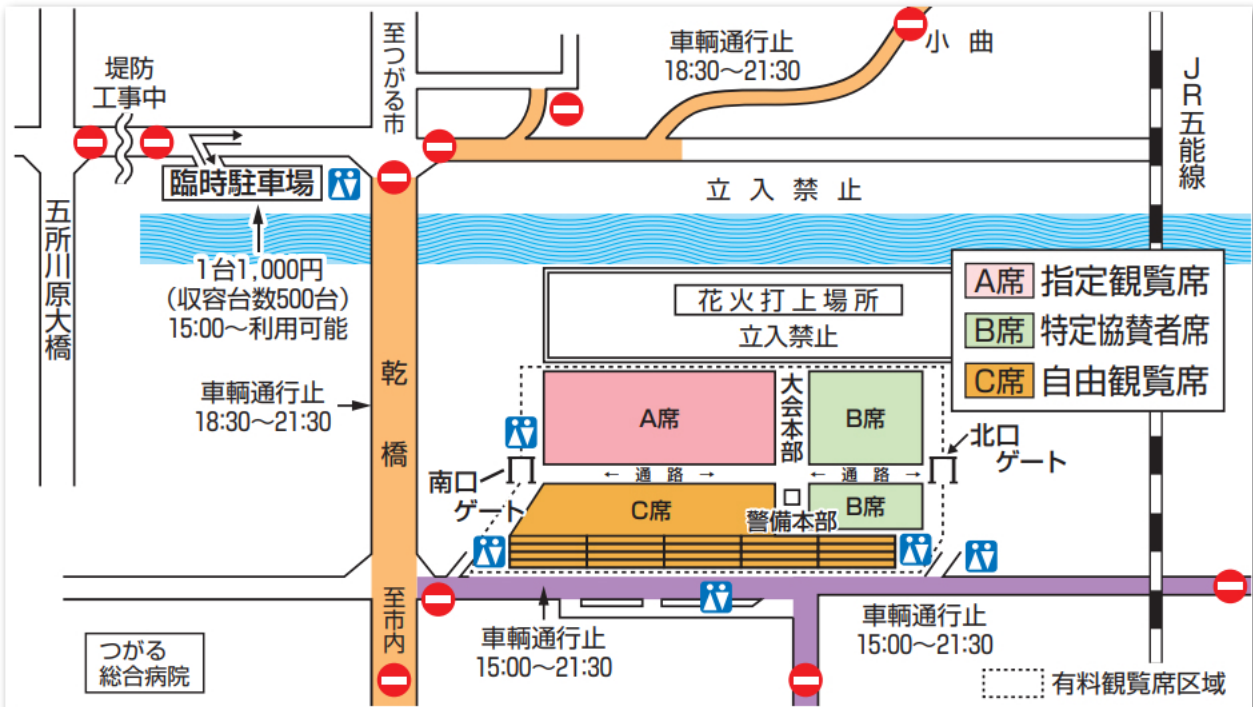 堤防
工事中
至つがる市
車輌通行止
18:30〜21:30
小曲
JR五能線
臨時駐車場
立入禁止
五所川原大橋
1台1,000円
(収容台数500台)
15:00〜利用可能
花火打上場所
立入禁止
A席 指定観覧席
B席 特定協賛者席
C席 自由観覧席
乾橋
車輌通行止
18:30〜21:30
A席
大会本部
B席
北口
ゲート
← 通路 →
← 通路 →
南口
ゲート
C席
警備本部
B席
至市内
つがる
総合病院
車輌通行止
15:00〜21:30
車輌通行止
15:00〜21:30
有料観覧席区域